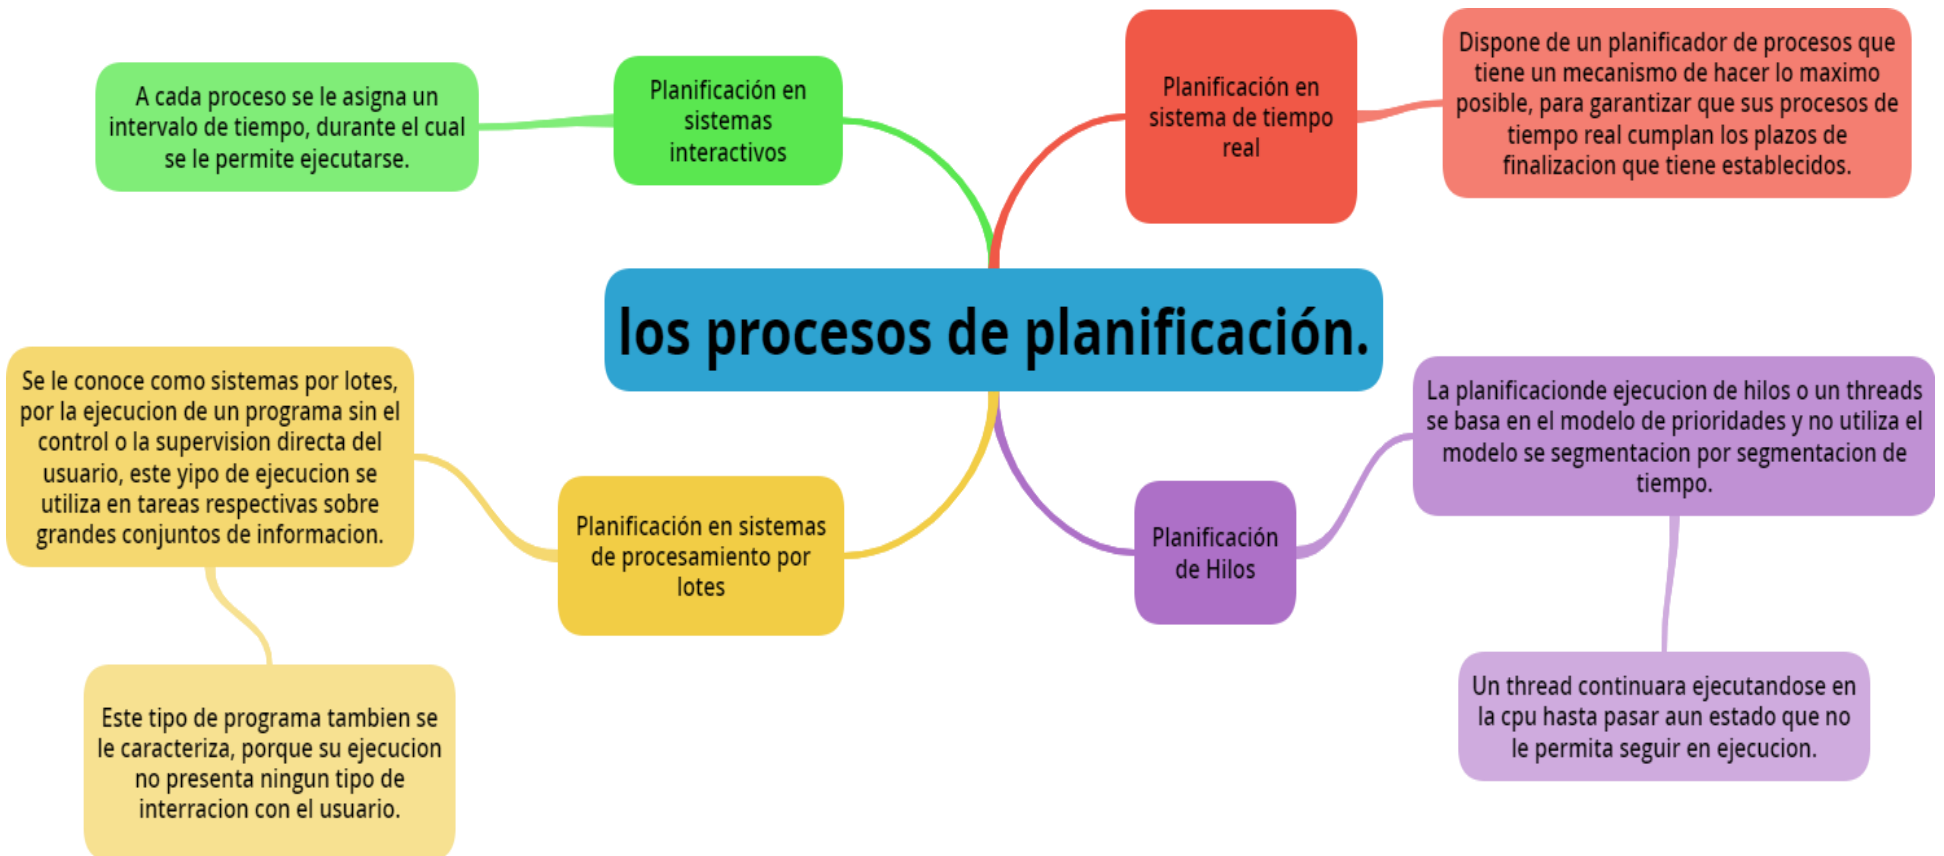 A cada proceso se le asigna un
intervalo de tiempo, durante el cual
se le permite ejecutarse.
Planificación en
sistemas
interactivos
Planificación en
sistema de tiempo
real
Dispone de un planificador de procesos que
tiene un mecanismo de hacer lo maximo
posible, para garantizar que sus procesos de
tiempo real cumplan los plazos de
finalizacion que tiene establecidos.
los procesos de planificación.
Se le conoce como sistemas por lotes,
por la ejecucion de un programa sin el
control o la supervision directa del
usuario, este yipo de ejecucion se
utiliza en tareas respectivas sobre
grandes conjuntos de informacion.
Planificación en sistemas
de procesamiento por
lotes
Planificación
de Hilos
La planificacionde ejecucion de hilos o un threads
se basa en el modelo de prioridades y no utiliza el
modelo se segmentacion por segmentacion de
tiempo.
Este tipo de programa tambien se
le caracteriza, porque su ejecucion
no presenta ningun tipo de
interracion con el usuario.
Un thread continuara ejecutandose en
la cpu hasta pasar aun estado que no
le permita seguir en ejecucion.